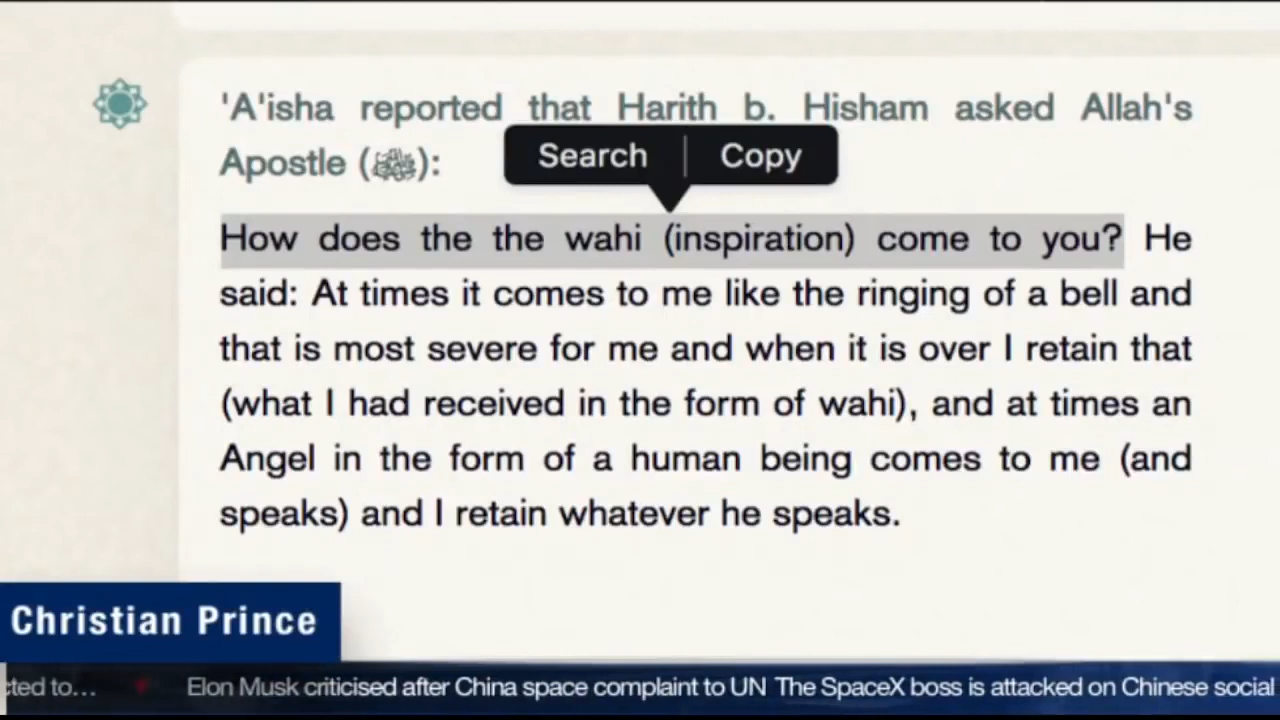 'A'isha reported that Harith b. Hisham asked Allah's
Apostle (ﷺ):
Search | Copy
How does the the wahi (inspiration) come to you? He
said: At times it comes to me like the ringing of a bell and
that is most severe for me and when it is over I retain that
(what I had received in the form of wahi), and at times an
Angel in the form of a human being comes to me (and
speaks) and I retain whatever he speaks.
Christian Prince
cted to... Elon Musk criticised after China space complaint to UN The SpaceX boss is attacked on Chinese social